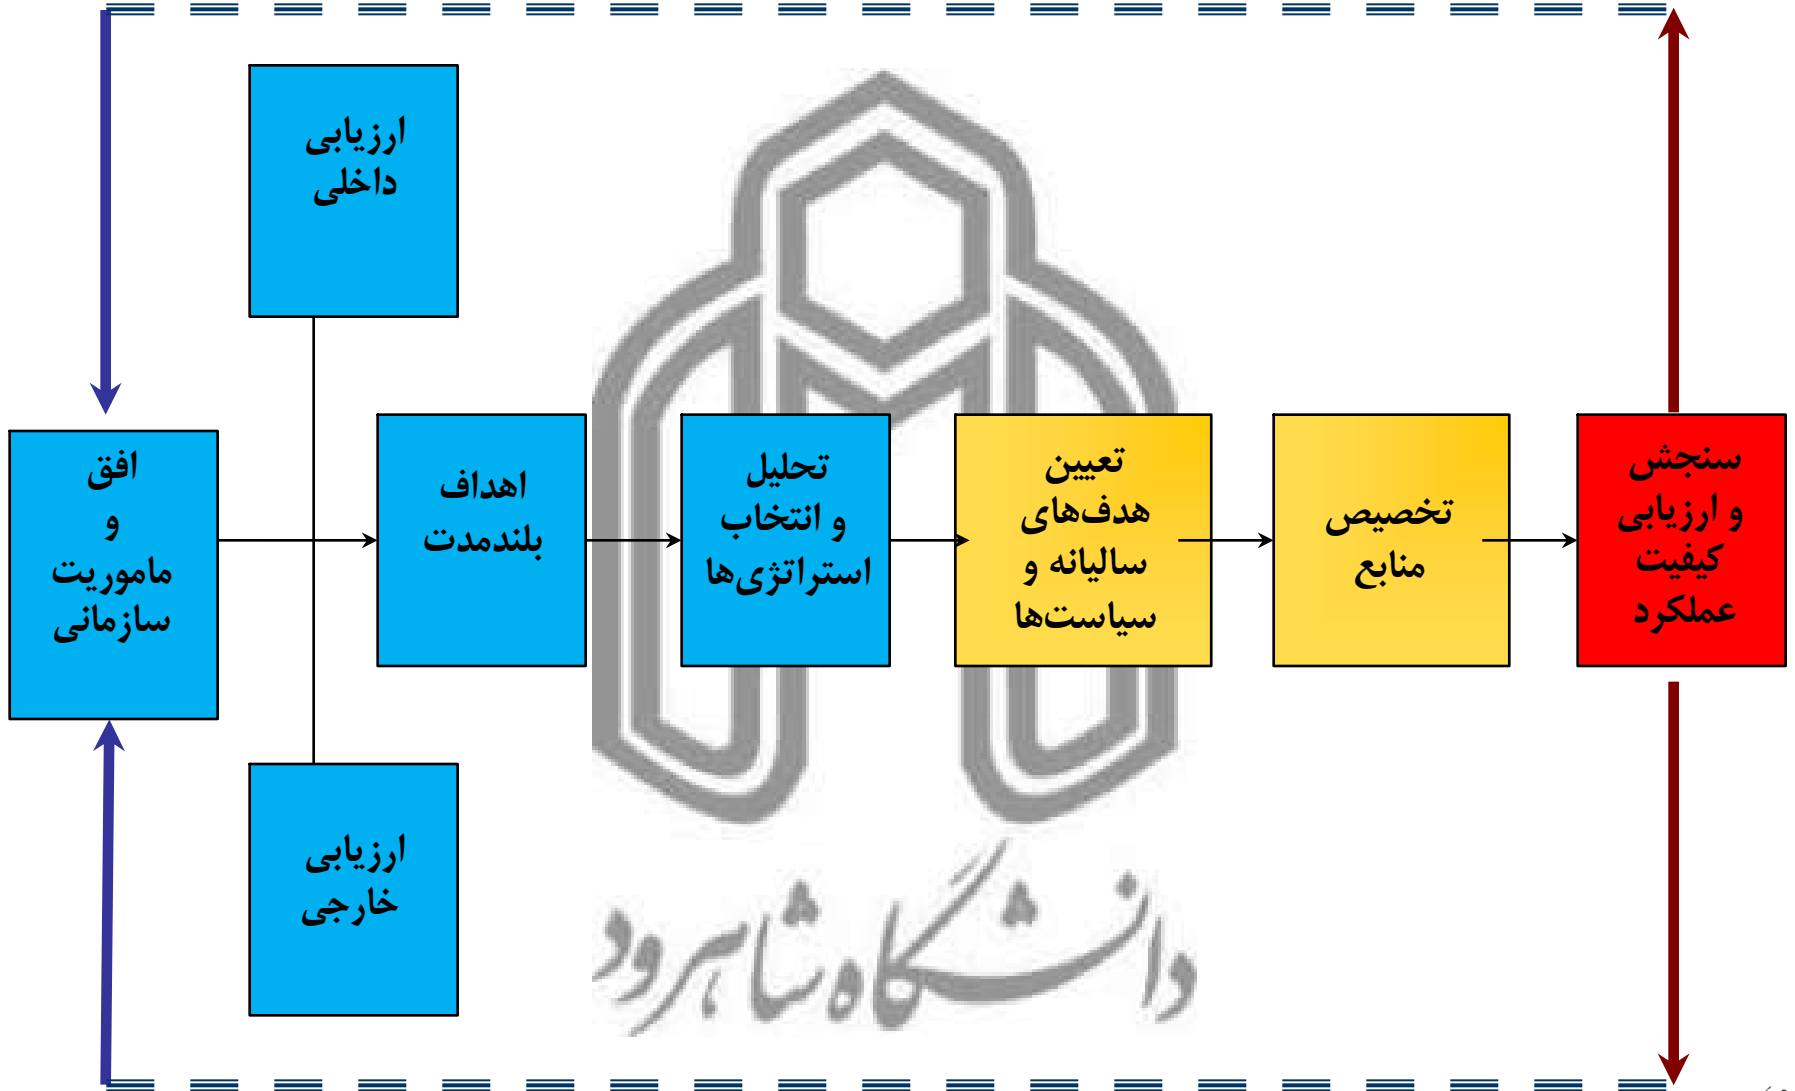 ارزیابی
داخلی
افق
و
ماموریت
سازمانی
اهداف
بلندمدت
تحلیل
و انتخاب
استراتژی‌ها
تعیین
هدف‌های
سالیانه و
سیاست‌ها
تخصیص
منابع
سنجش
و ارزیابی
کیفیت
عملکرد
ارزیابی
خارجی
دانشگاه شاهرود